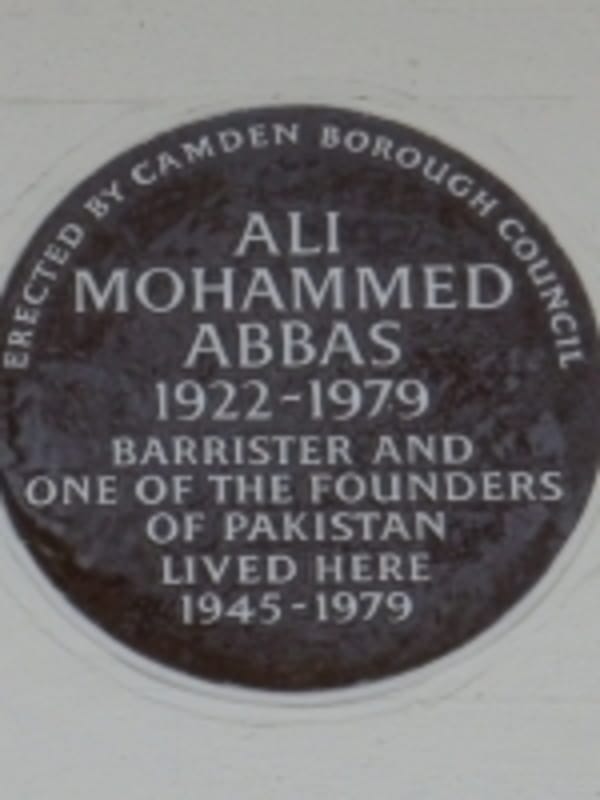 ERECTED BY CAMDEN BOROUGH COUNCIL
ALI
MOHAMMED
ABBAS
1922-1979
BARRISTER AND
ONE OF THE FOUNDERS
OF PAKISTAN
LIVED HERE
1945-1979